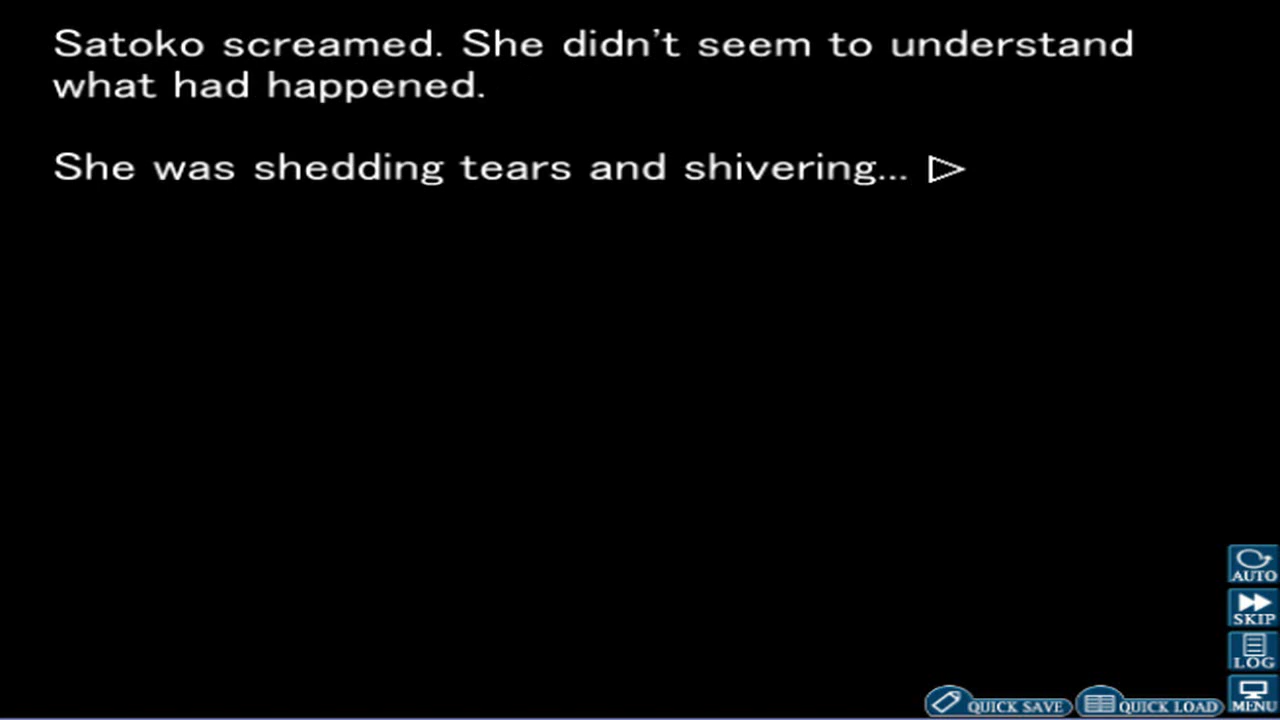 Satoko screamed. She didn't seem to understand
what had happened.
She was shedding tears and shivering...
AUTO
SKIP
LOG
QUICK SAVE
QUICK LOAD
MENU